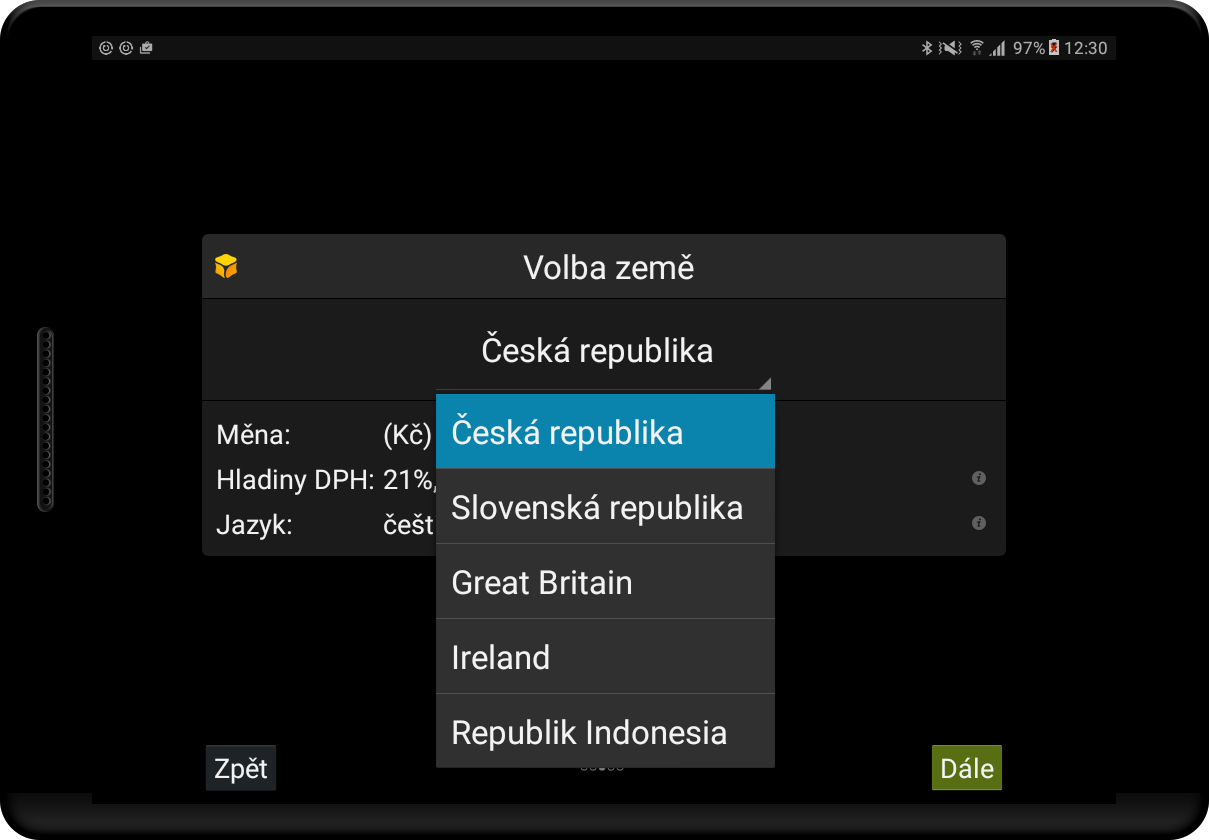 97% 12:30
Volba země
Česká republika
Česká republika
Měna: (Kč)
Hladiny DPH: 21%,
Slovenská republika
Jazyk:
Great Britain
Ireland
Republik Indonesia
Zpět
Dále